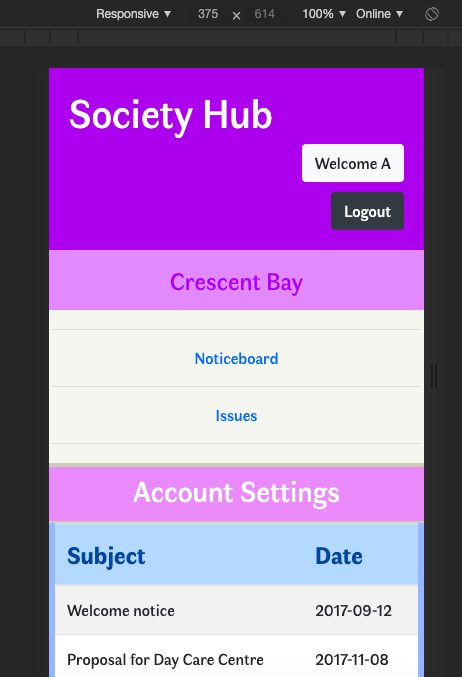 Responsive ▼ 375 × 614 100% ▼ Online ▼
Society Hub
Welcome A
Logout
Crescent Bay
Noticeboard
Issues
Account Settings
Subject Date
Welcome notice 2017-09-12
Proposal for Day Care Centre 2017-11-08